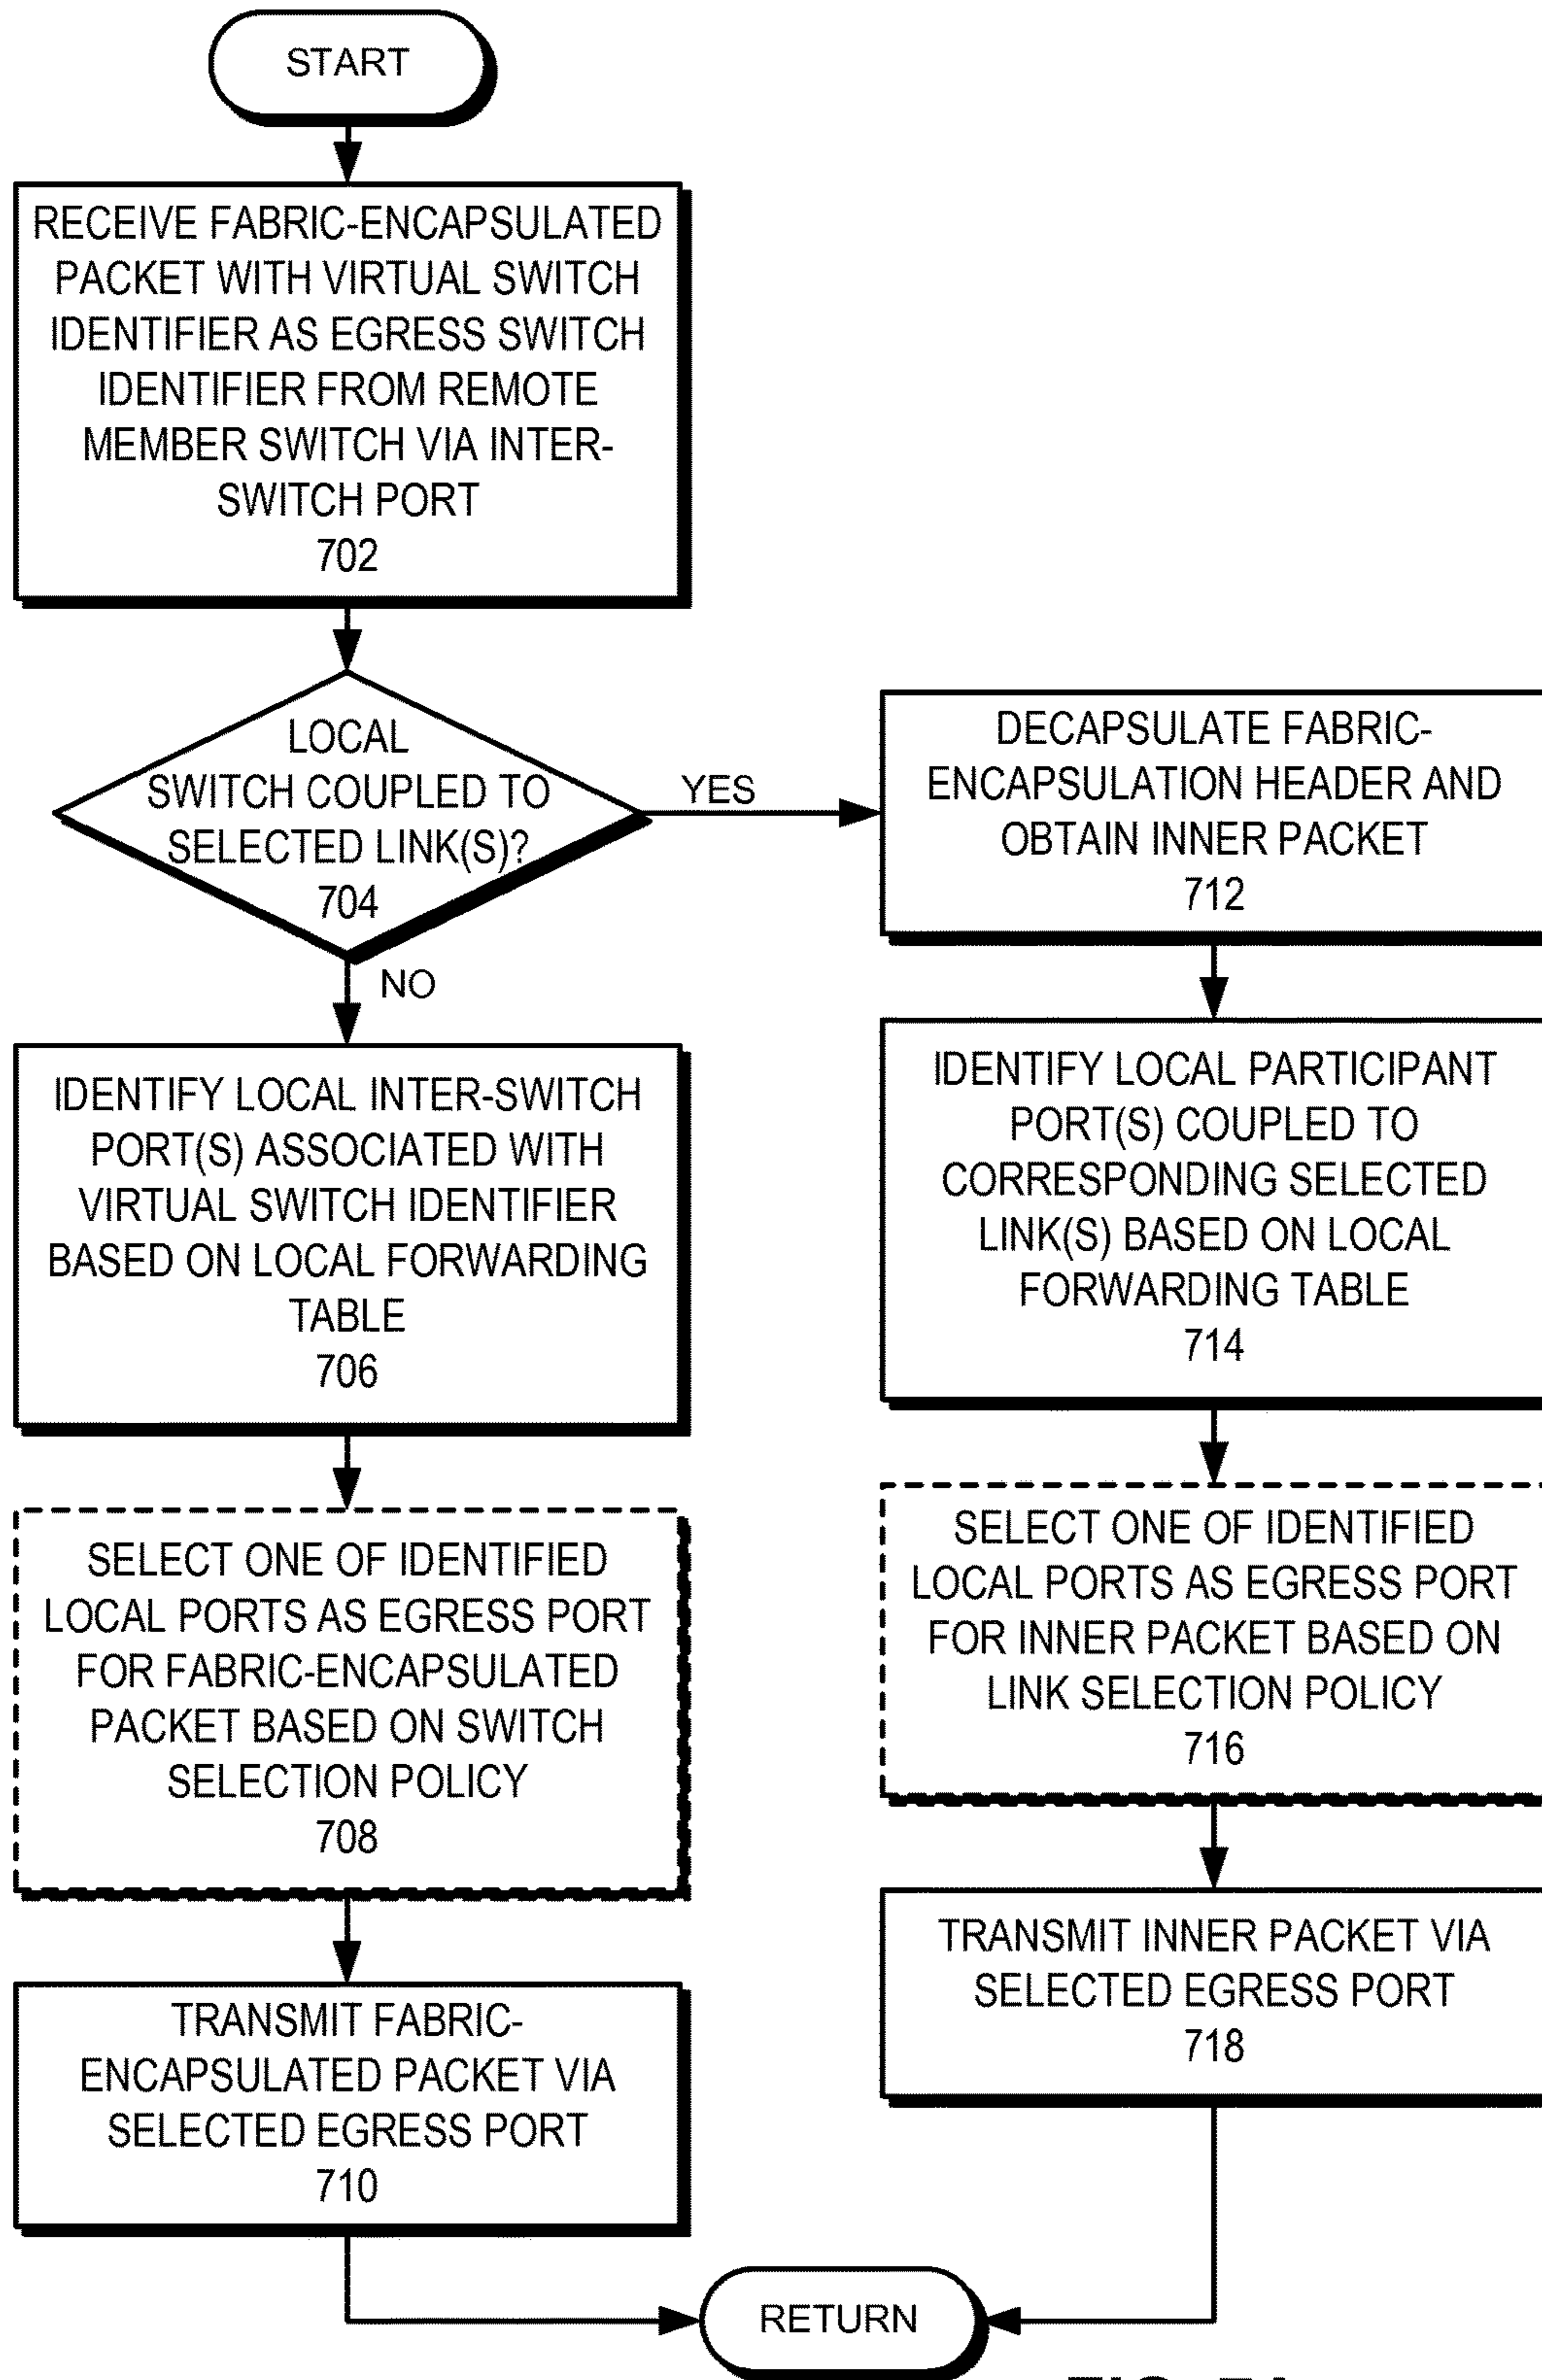 START
RECEIVE FABRIC-ENCAPSULATED
PACKET WITH VIRTUAL SWITCH
IDENTIFIER AS EGRESS SWITCH
IDENTIFIER FROM REMOTE
MEMBER SWITCH VIA INTER-
SWITCH PORT
702
LOCAL
SWITCH COUPLED TO
SELECTED LINK(S)?
704
YES
NO
IDENTIFY LOCAL INTER-SWITCH
PORT(S) ASSOCIATED WITH
VIRTUAL SWITCH IDENTIFIER
BASED ON LOCAL FORWARDING
TABLE
706
SELECT ONE OF IDENTIFIED
LOCAL PORTS AS EGRESS PORT
FOR FABRIC-ENCAPSULATED
PACKET BASED ON SWITCH
SELECTION POLICY
708
TRANSMIT FABRIC-
ENCAPSULATED PACKET VIA
SELECTED EGRESS PORT
710
DECAPSULATE FABRIC-
ENCAPSULATION HEADER AND
OBTAIN INNER PACKET
712
IDENTIFY LOCAL PARTICIPANT
PORT(S) COUPLED TO
CORRESPONDING SELECTED
LINK(S) BASED ON LOCAL
FORWARDING TABLE
714
SELECT ONE OF IDENTIFIED
LOCAL PORTS AS EGRESS PORT
FOR INNER PACKET BASED ON
LINK SELECTION POLICY
716
TRANSMIT INNER PACKET VIA
SELECTED EGRESS PORT
718
RETURN